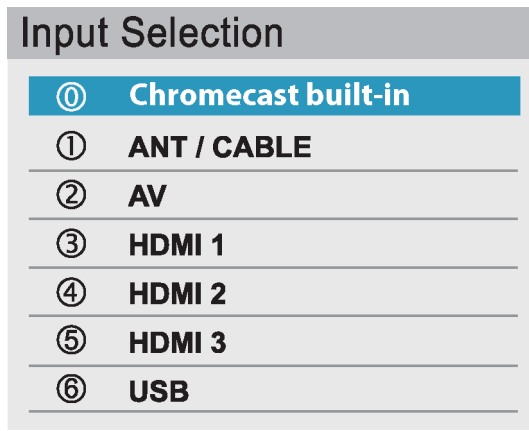 Input Selection
⓪ Chromecast built-in
① ANT / CABLE
② AV
③ HDMI 1
④ HDMI 2
⑤ HDMI 3
⑥ USB